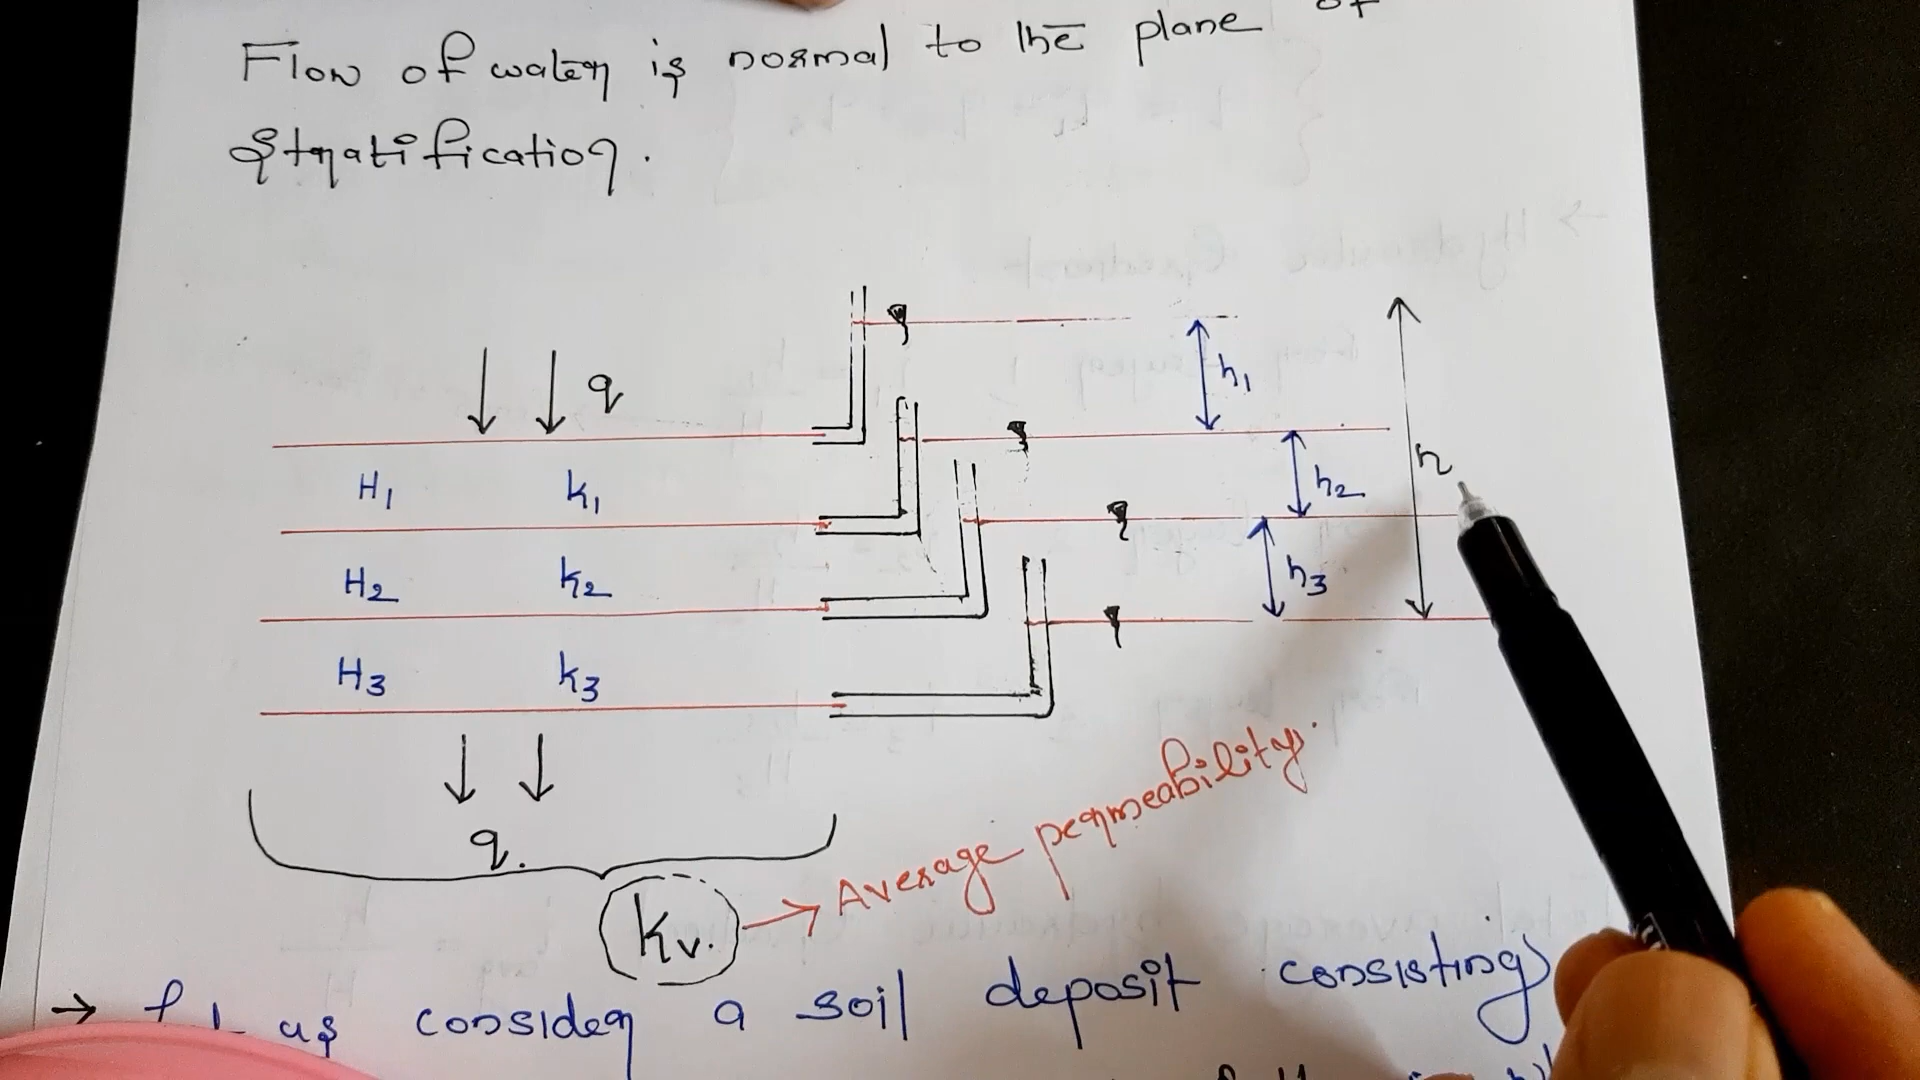 Flow of water is normal to the plane of
Stratification.
q
h1
H1 k1
h2
h
H2 k2
h3
H3 k3
q.
kv. → Average permeability.
→ Let us consider a soil deposit consisting